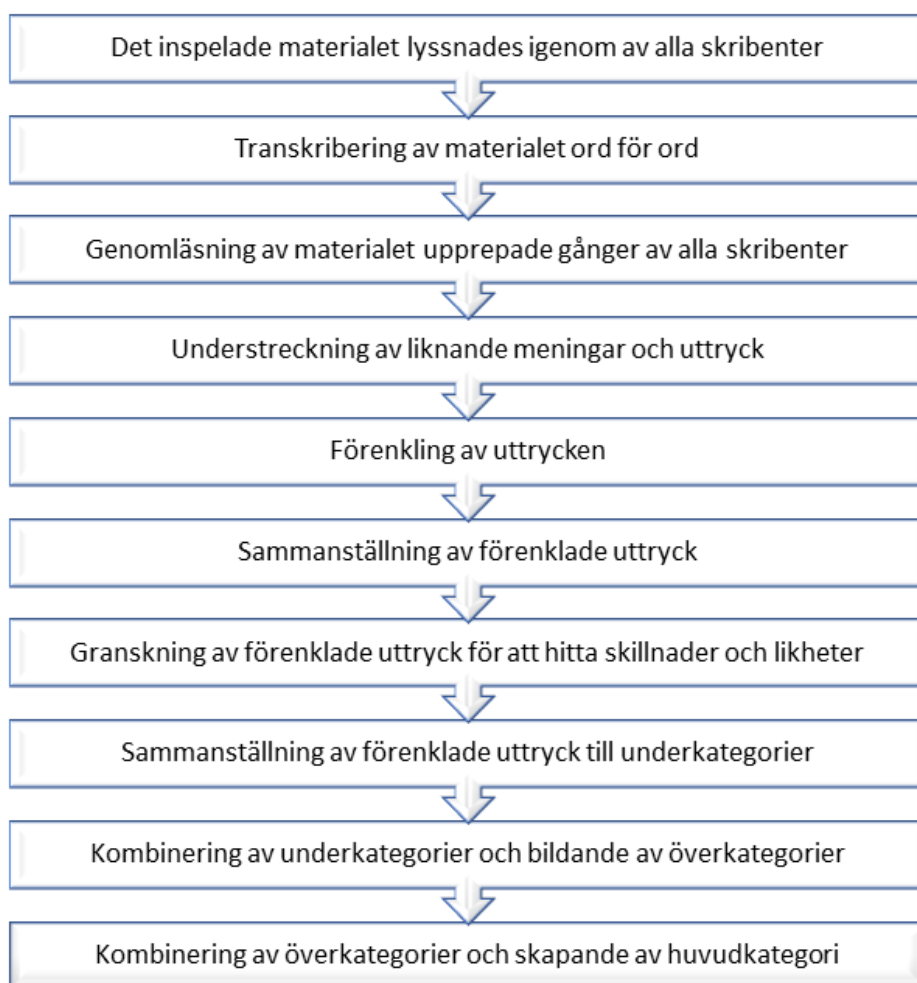 Det inspelade materialet lyssnades igenom av alla skribenter
Transkribering av materialet ord för ord
Genomläsning av materialet upprepade gånger av alla skribenter
Understreckning av liknande meningar och uttryck
Förenkling av uttrycken
Sammanställning av förenklade uttryck
Granskning av förenklade uttryck för att hitta skillnader och likheter
Sammanställning av förenklade uttryck till underkategorier
Kombinering av underkategorier och bildande av överkategorier
Kombinering av överkategorier och skapande av huvudkategori